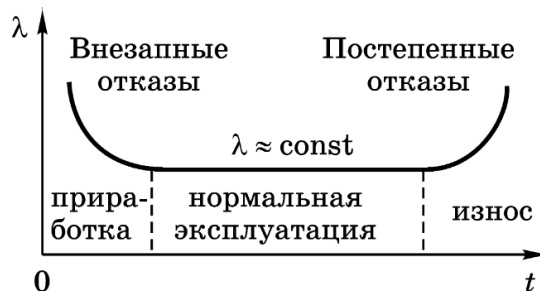 λ
Внезапные
отказы
Постепенные
отказы
λ ≈ const
прира-
ботка
нормальная
эксплуатация
износ
0
t